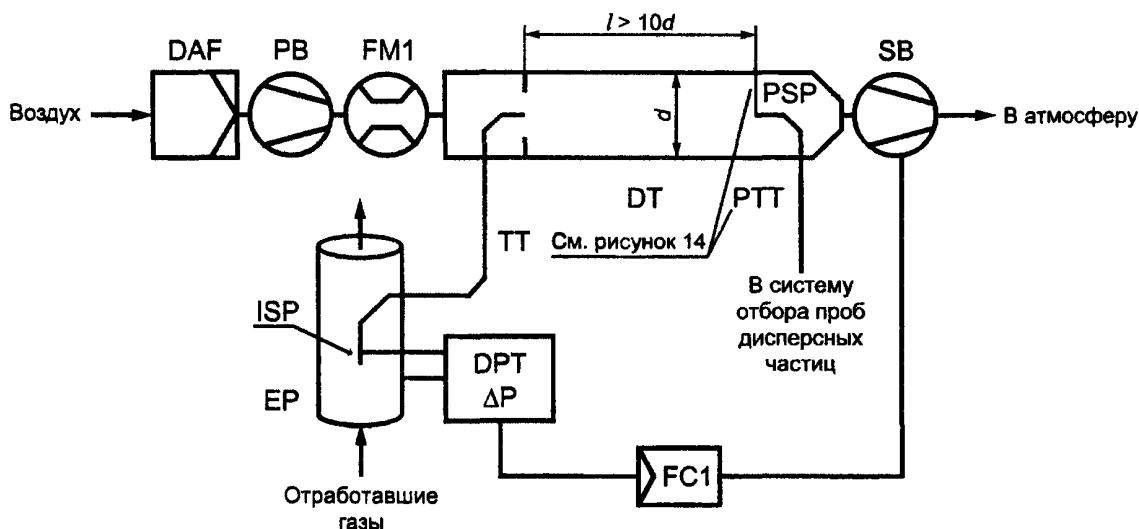 l > 10d
DAF
PB
FM1
SB
PSP
Воздух
d
В атмосферу
DT
PTT
TT
См. рисунок 14
В систему
отбора проб
дисперсных
частиц
ISP
DPT
ΔP
EP
FC1
Отработавшие
газы